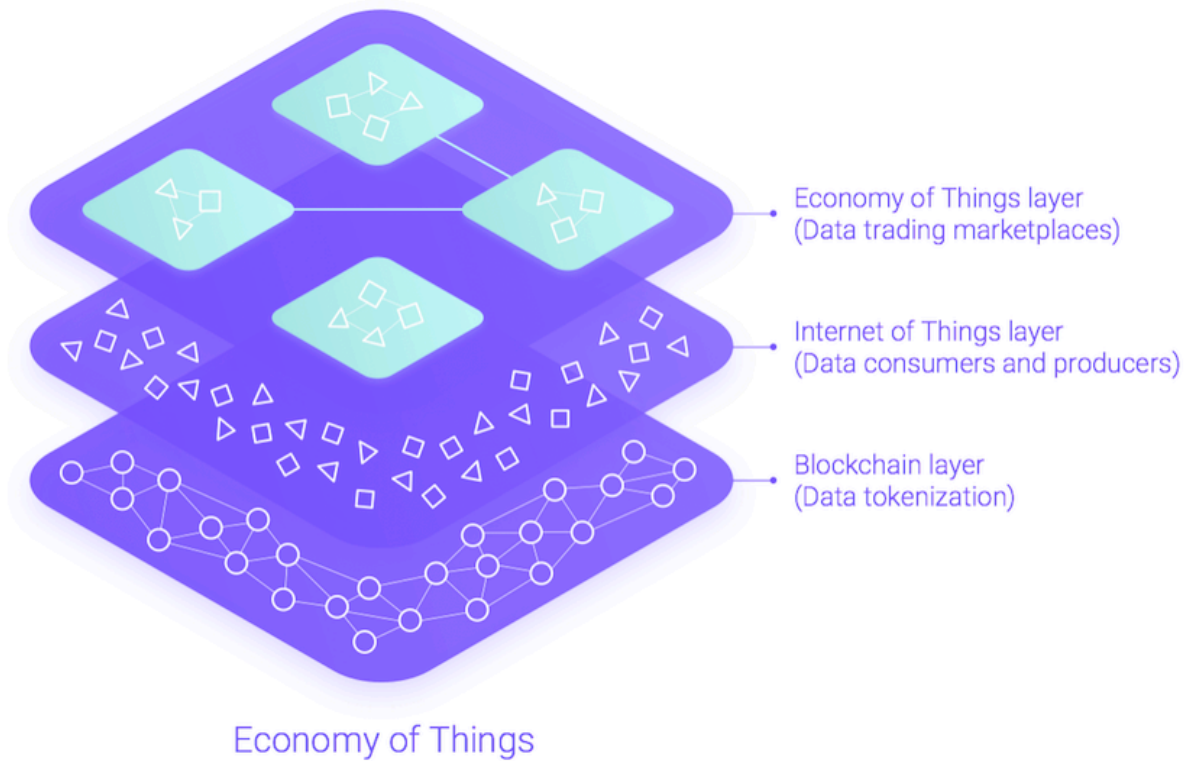 Economy of Things layer
(Data trading marketplaces)
Internet of Things layer
(Data consumers and producers)
Blockchain layer
(Data tokenization)
Economy of Things